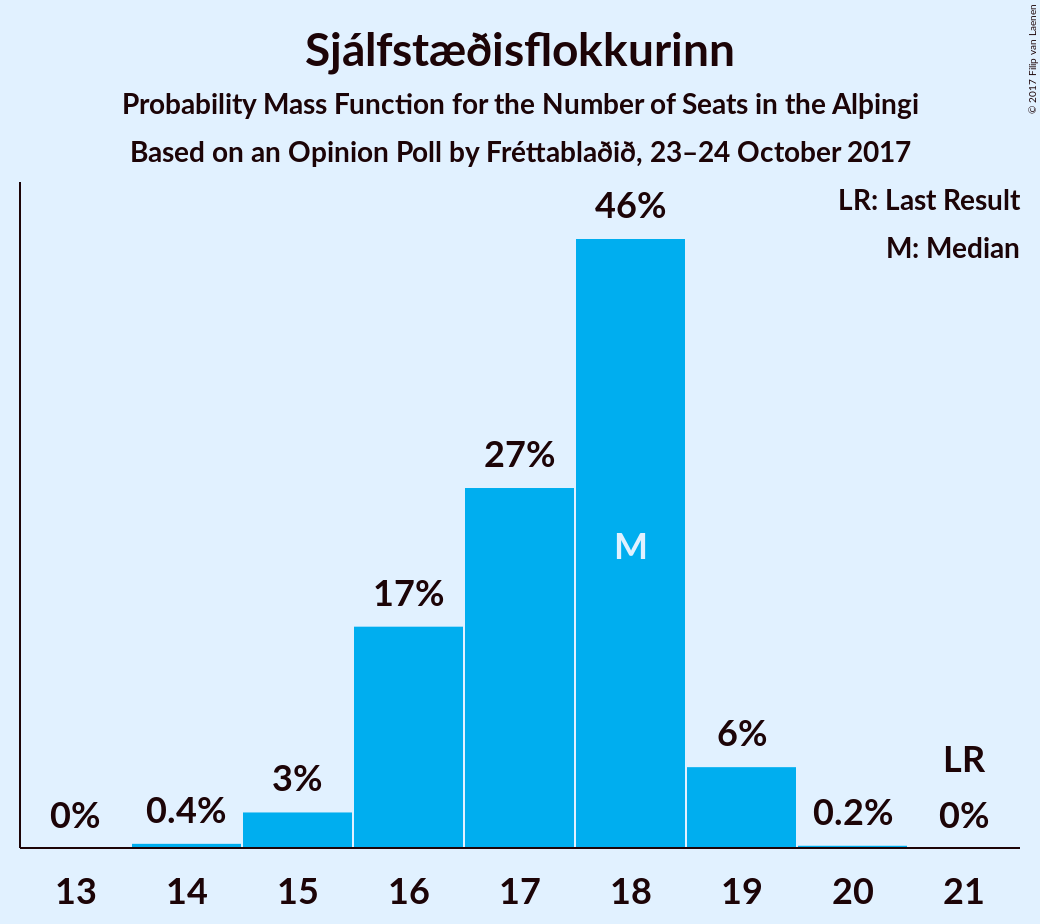 Sjálfstæðisflokkurinn
Probability Mass Function for the Number of Seats in the Alþingi
Based on an Opinion Poll by Fréttablaðið, 23–24 October 2017
© 2017 Filip van Laenen
LR: Last Result
M: Median
46%
27%
M
17%
6%
LR
3%
0%
0.4%
0.2%
0%
13 14 15 16 17 18 19 20 21